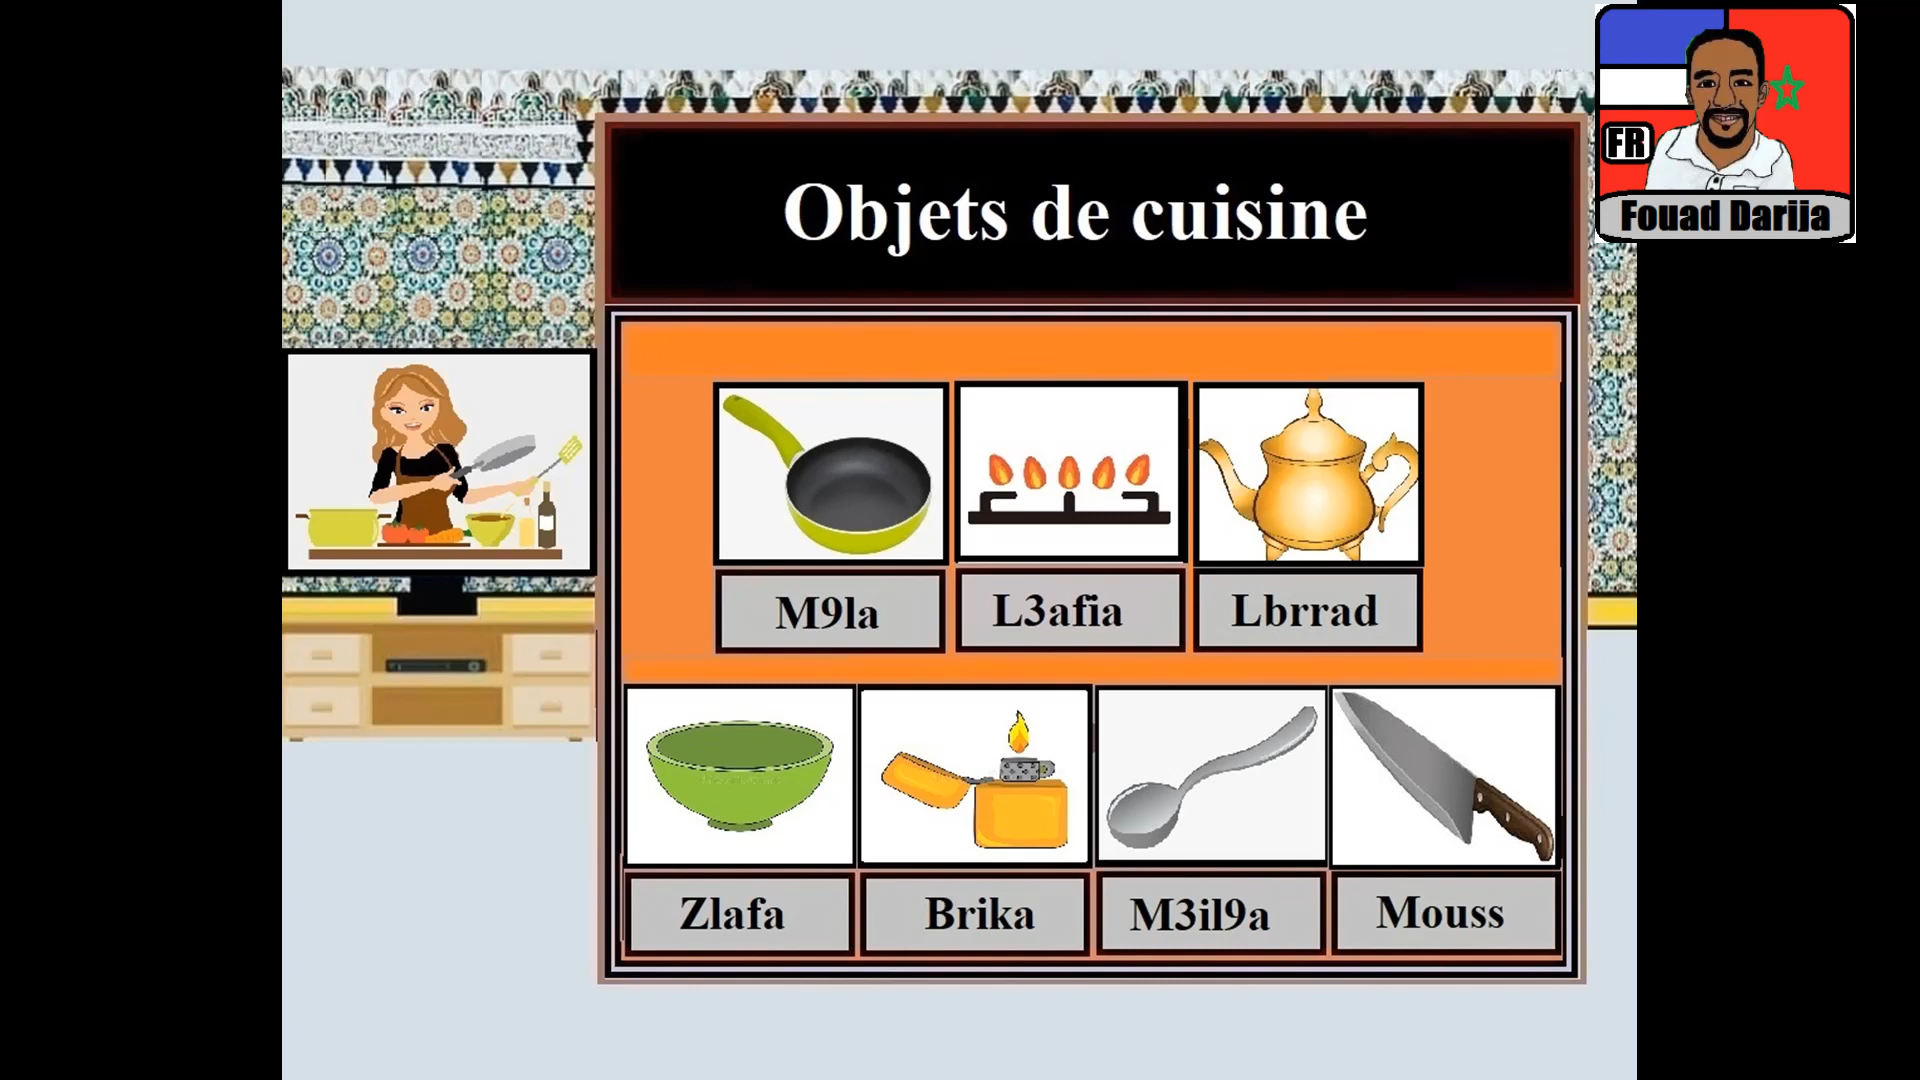 FR
Fouad Darija
Objets de cuisine
M9la
L3afia
Lbrrad
Zlafa
Brika
M3il9a
Mouss